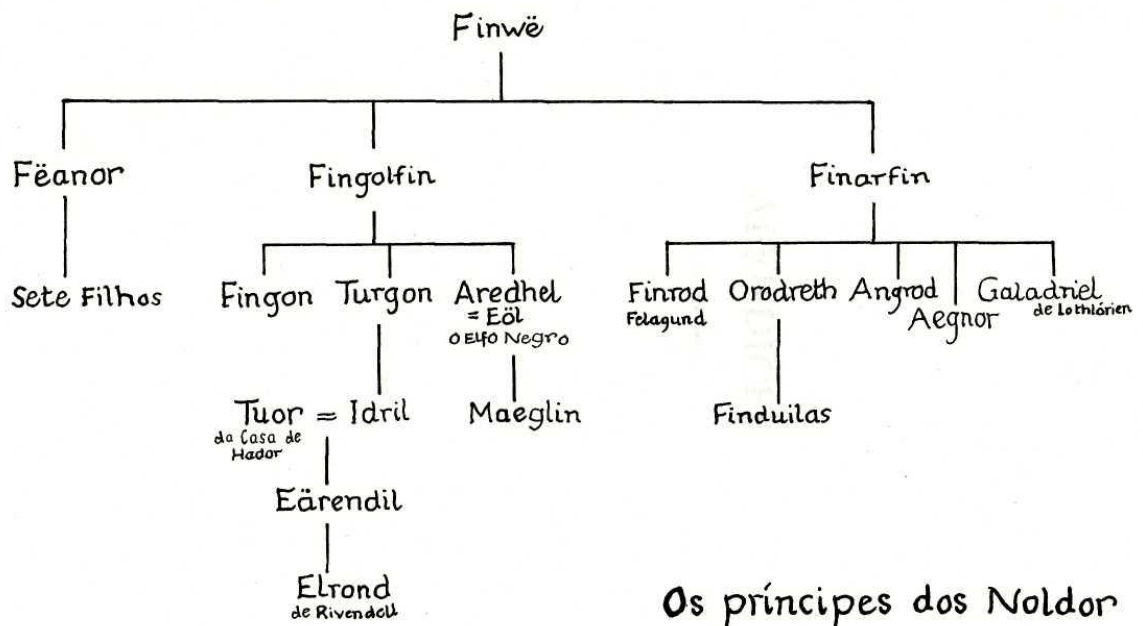 Finwë
Fëanor Fingolfin Finarfin
Sete Filhos Fingon Turgon Aredhel Finrod Orodreth Angrod Galadriel
= Eöl Felagund Aegnor de Lothlórien
o Elfo Negro
Tuor = Idril Maeglin Finduilas
da Casa de
Hador
Eärendil
Elrond
de Rivendell
Os príncipes dos Noldor